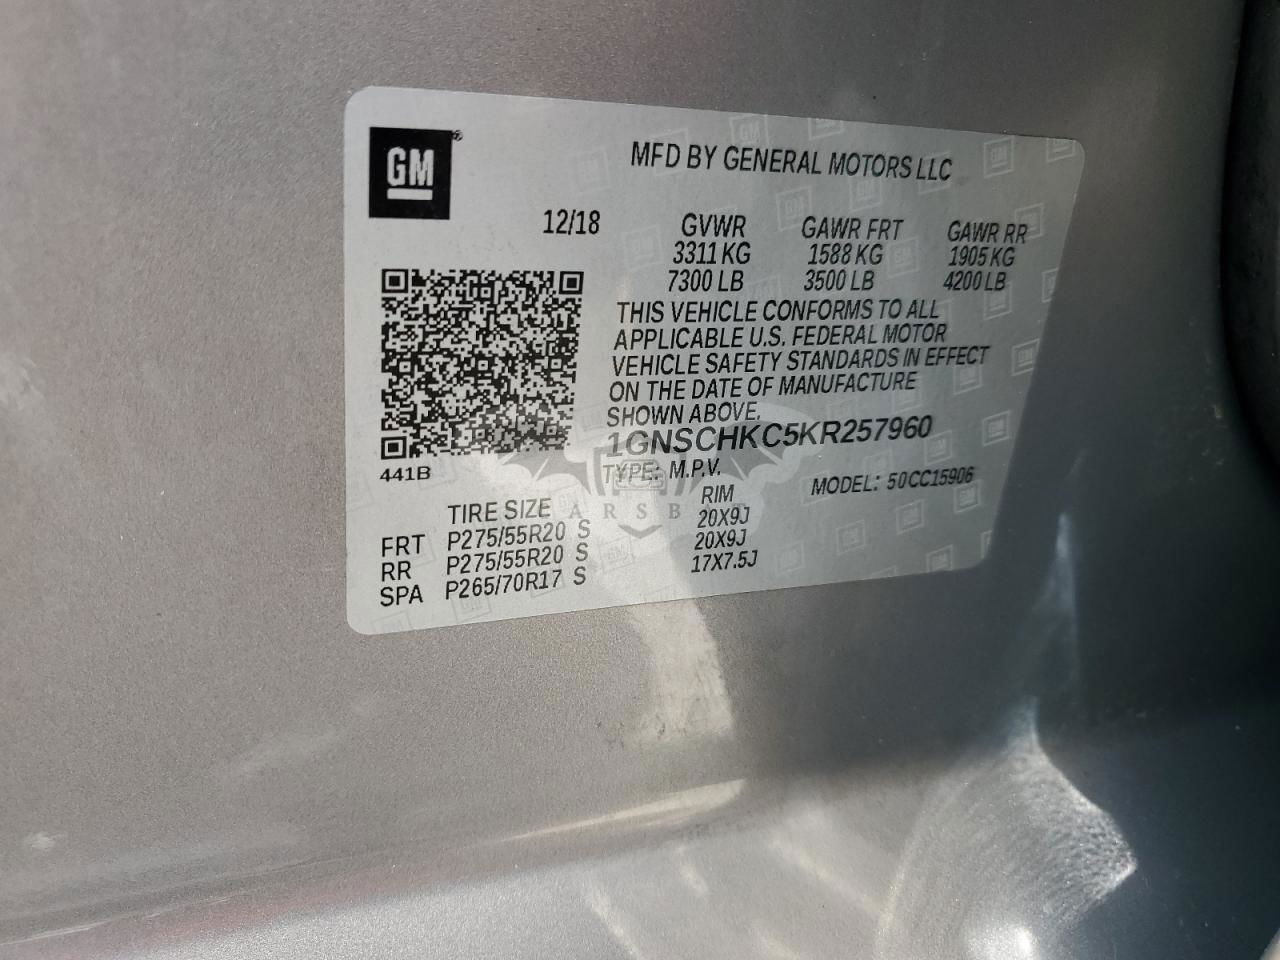 GM
MFD BY GENERAL MOTORS LLC
12/18
GVWR GAWR FRT GAWR RR
3311 KG 1588 KG 1905 KG
7300 LB 3500 LB 4200 LB
THIS VEHICLE CONFORMS TO ALL
APPLICABLE U.S. FEDERAL MOTOR
VEHICLE SAFETY STANDARDS IN EFFECT
ON THE DATE OF MANUFACTURE
SHOWN ABOVE.
1GNSCHKC5KR257960
441B
TYPE: M.P.V. MODEL: 50CC15906
TIRE SIZE RIM
FRT P275/55R20 S 20X9J
RR P275/55R20 S 20X9J
SPA P265/70R17 S 17X7.5J